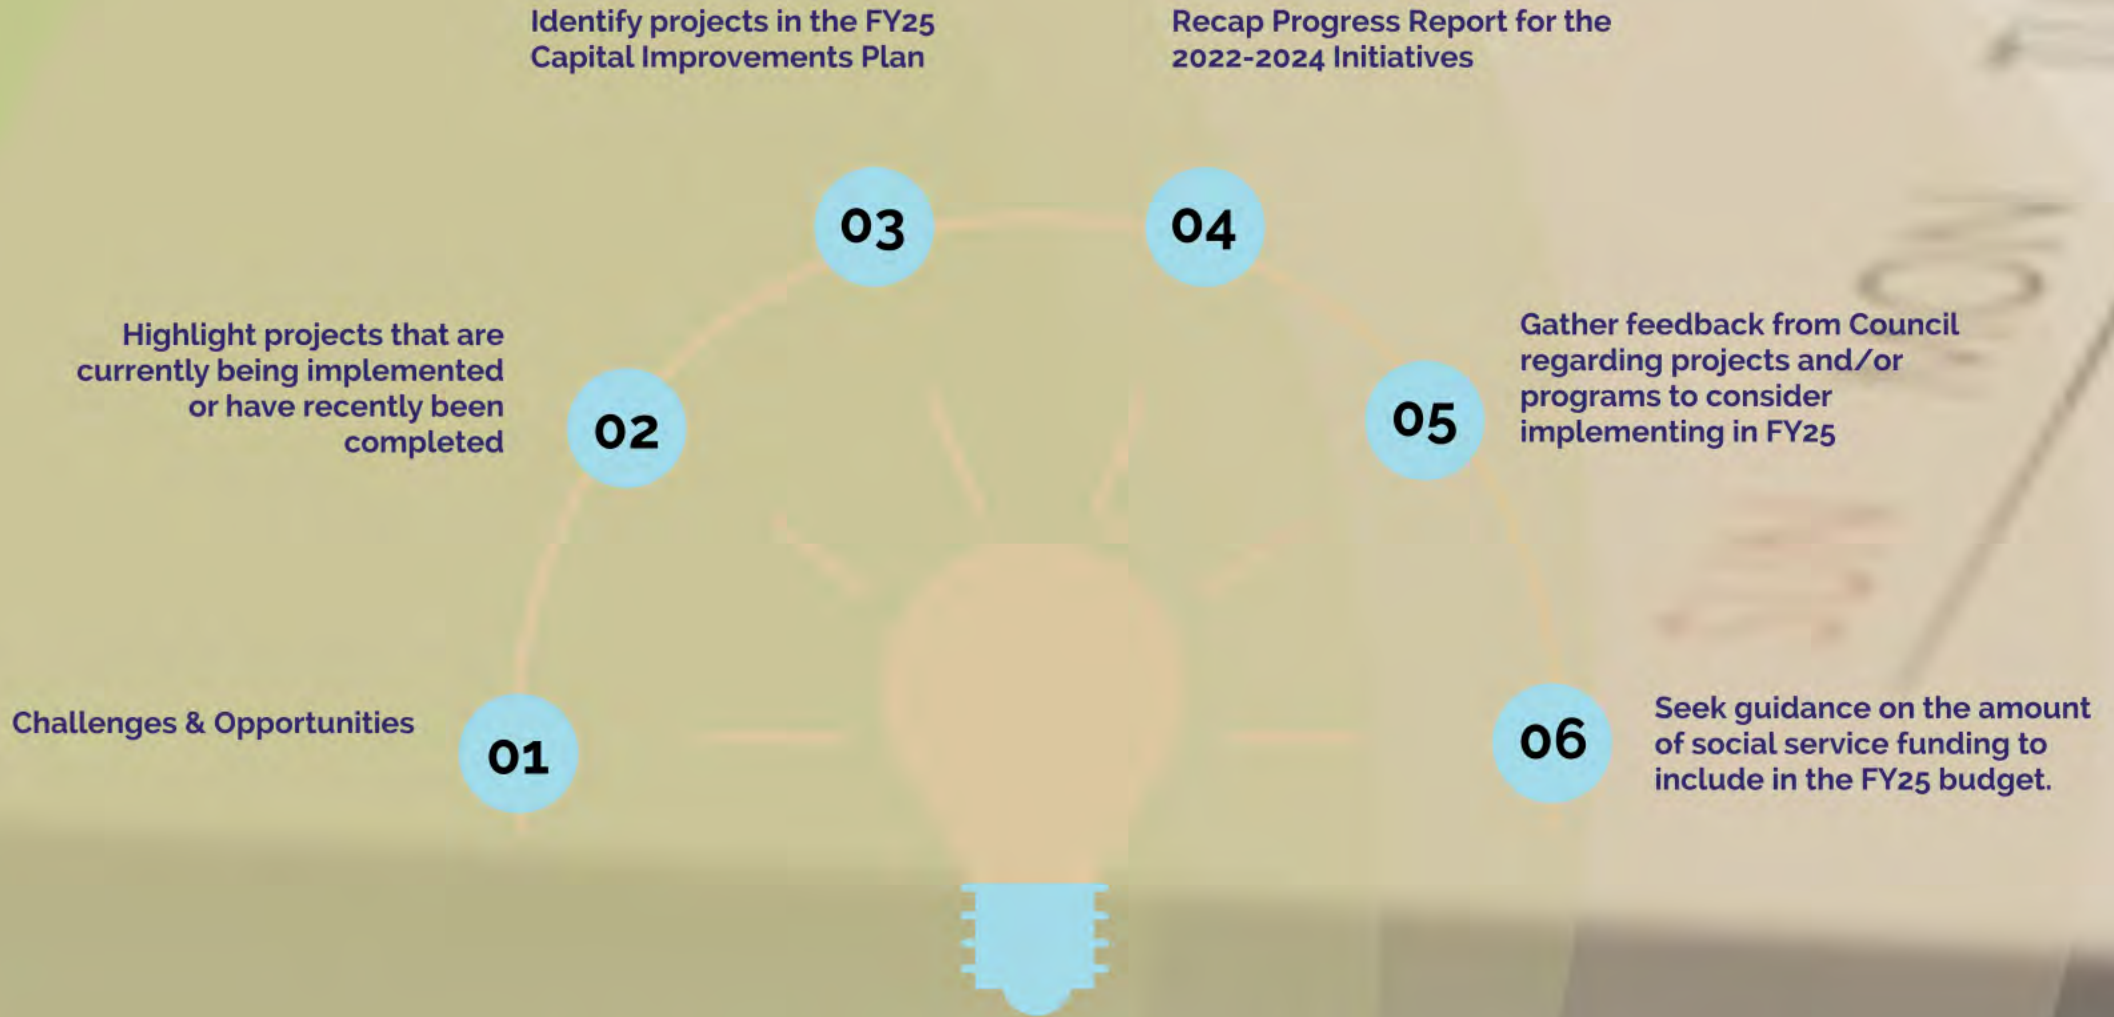 Identify projects in the FY25
Capital Improvements Plan
Recap Progress Report for the
2022-2024 Initiatives
03
04
Highlight projects that are
currently being implemented
or have recently been
completed
02
05
Gather feedback from Council
regarding projects and/or
programs to consider
implementing in FY25
Challenges & Opportunities
01
06
Seek guidance on the amount
of social service funding to
include in the FY25 budget.